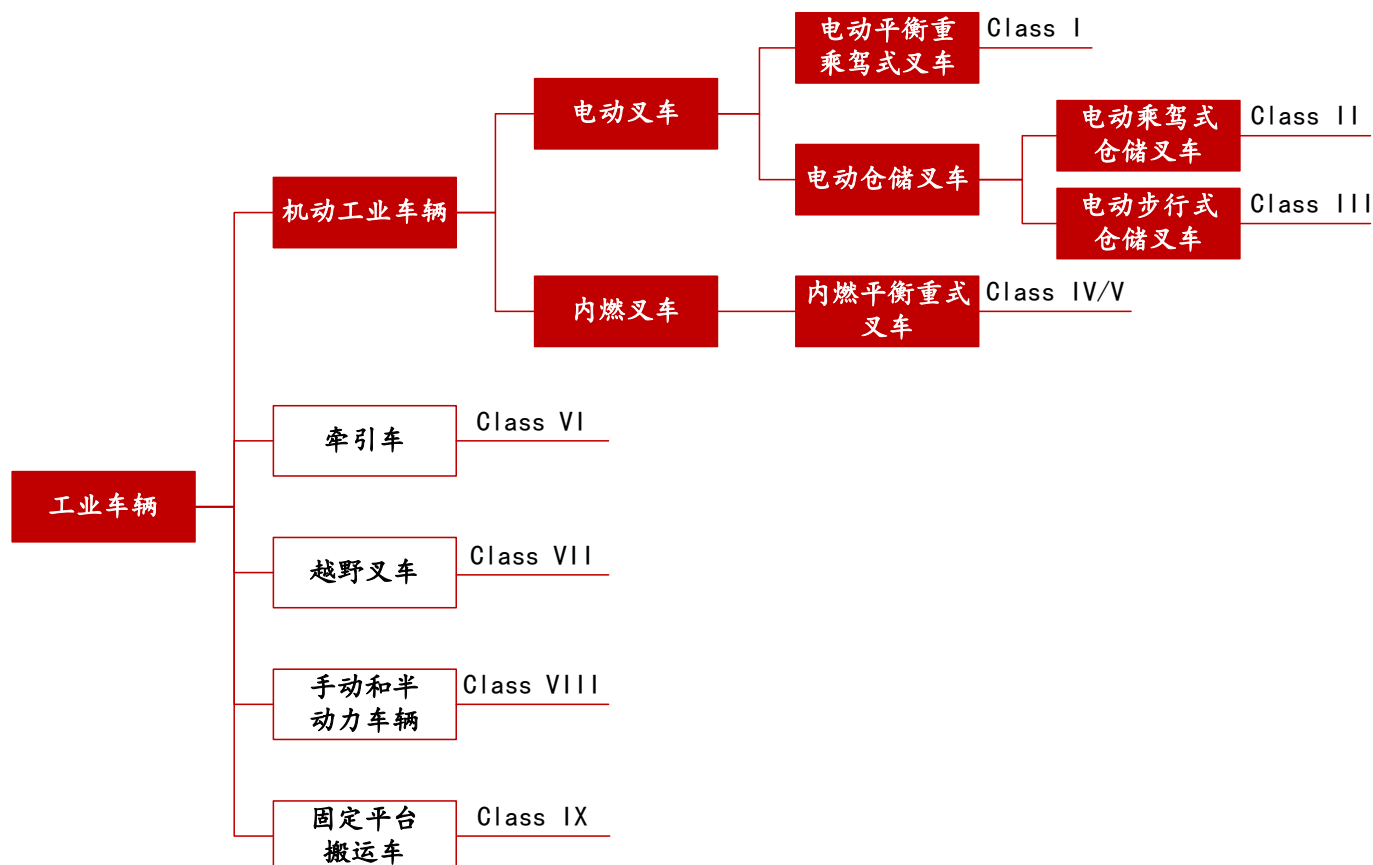 电动平衡重
乘驾式叉车
Class I
电动叉车
电动乘驾式
仓储叉车
Class II
电动仓储叉车
机动工业车辆
电动步行式
仓储叉车
Class III
内燃叉车
内燃平衡重式
叉车
Class IV/V
牵引车
Class VI
工业车辆
越野叉车
Class VII
手动和半
动力车辆
Class VIII
固定平台
搬运车
Class IX